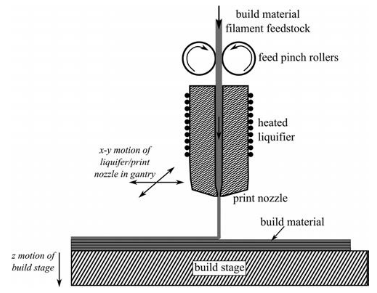 build material
filament feedstock
feed pinch rollers
heated
liquifier
x-y motion of
liquifer/print
nozzle in gantry
print nozzle
build material
z motion of
build stage
build stage